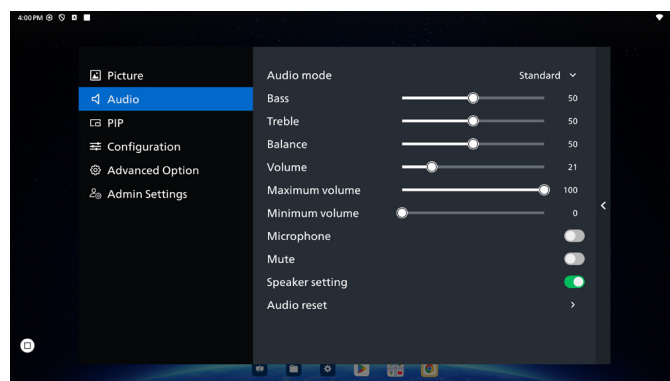 4:00 PM
Picture
Audio
PIP
Configuration
Advanced Option
Admin Settings
Audio mode Standard
Bass 50
Treble 50
Balance 50
Volume 21
Maximum volume 100
Minimum volume 0
Microphone
Mute
Speaker setting
Audio reset